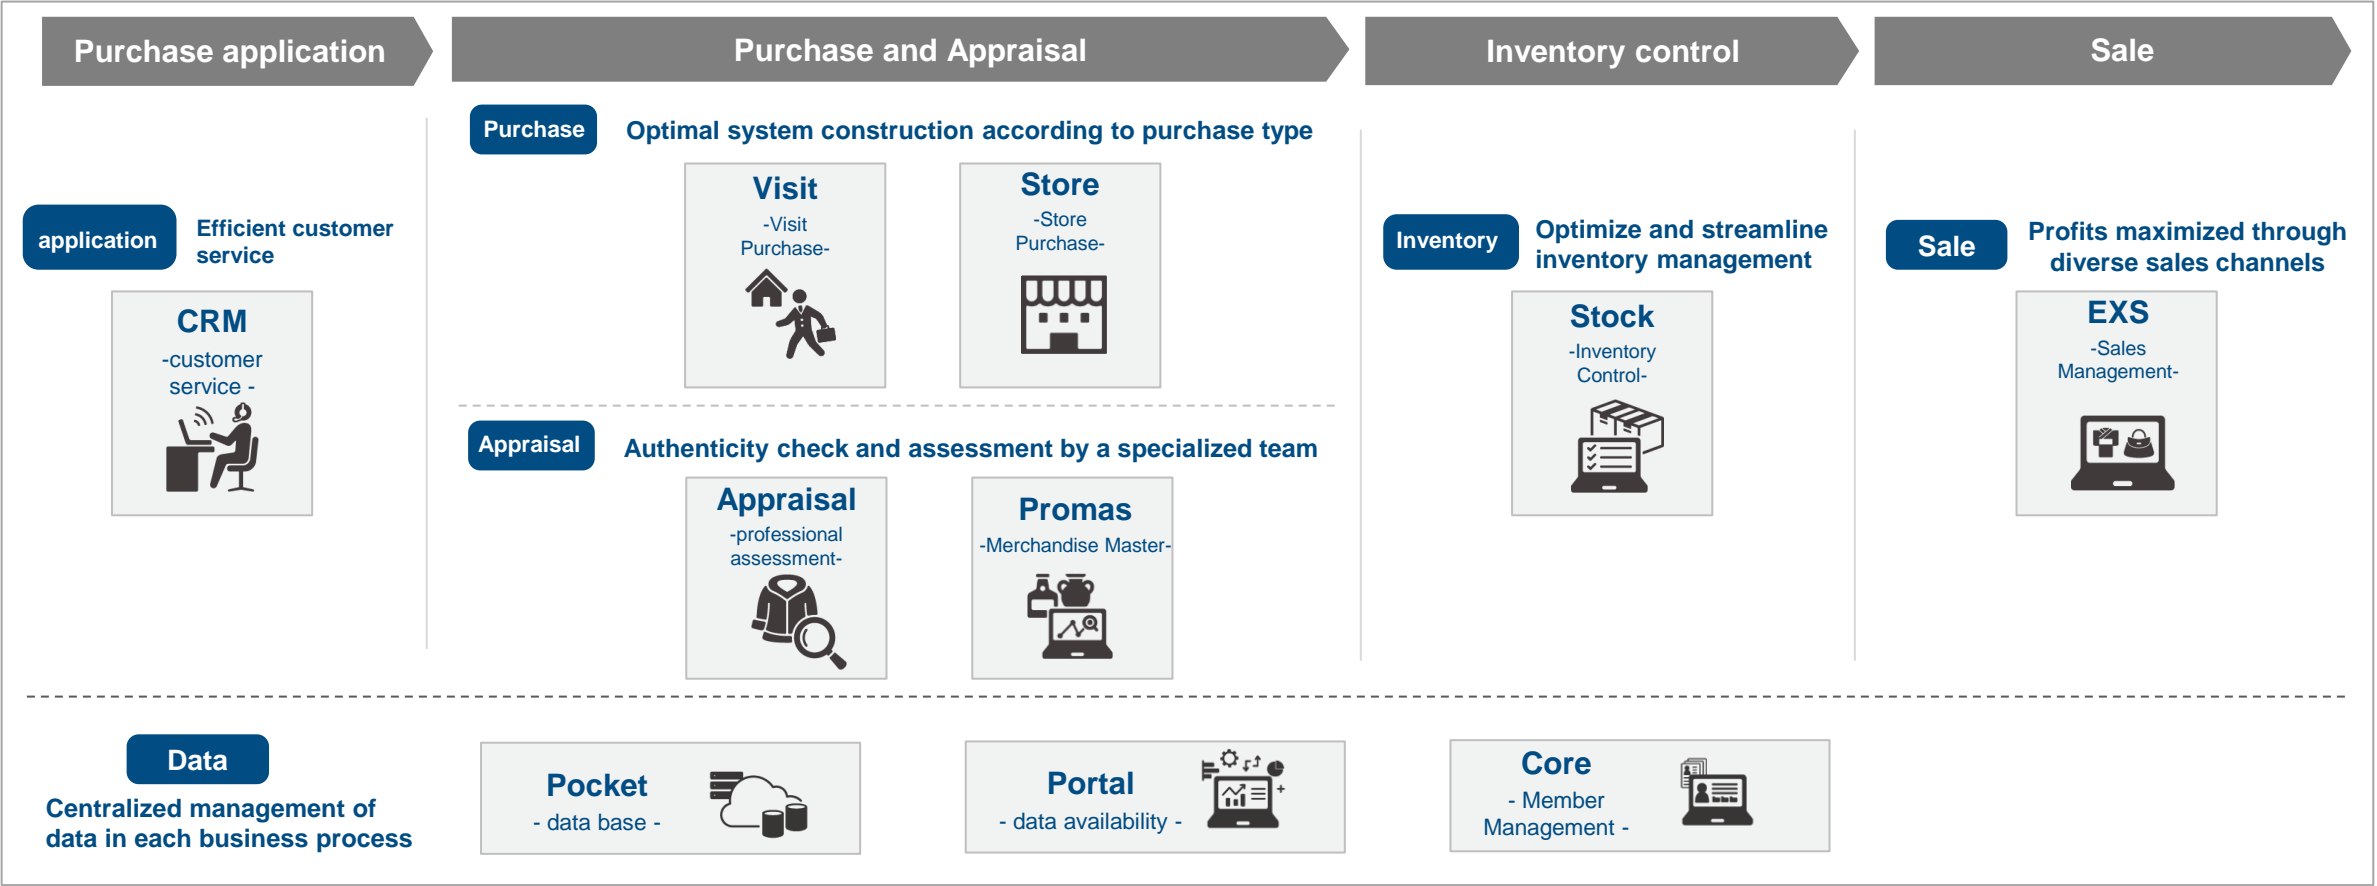 Purchase application
Purchase and Appraisal
Inventory control
Sale
application
Efficient customer
service
CRM
-customer
service -
Purchase
Optimal system construction according to purchase type
Visit
-Visit
Purchase-
Store
-Store
Purchase-
Appraisal
Authenticity check and assessment by a specialized team
Appraisal
-professional
assessment-
Promas
-Merchandise Master-
Inventory
Optimize and streamline
inventory management
Stock
-Inventory
Control-
Sale
Profits maximized through
diverse sales channels
EXS
-Sales
Management-
Data
Centralized management of
data in each business process
Pocket
- data base -
Portal
- data availability -
Core
- Member
Management -